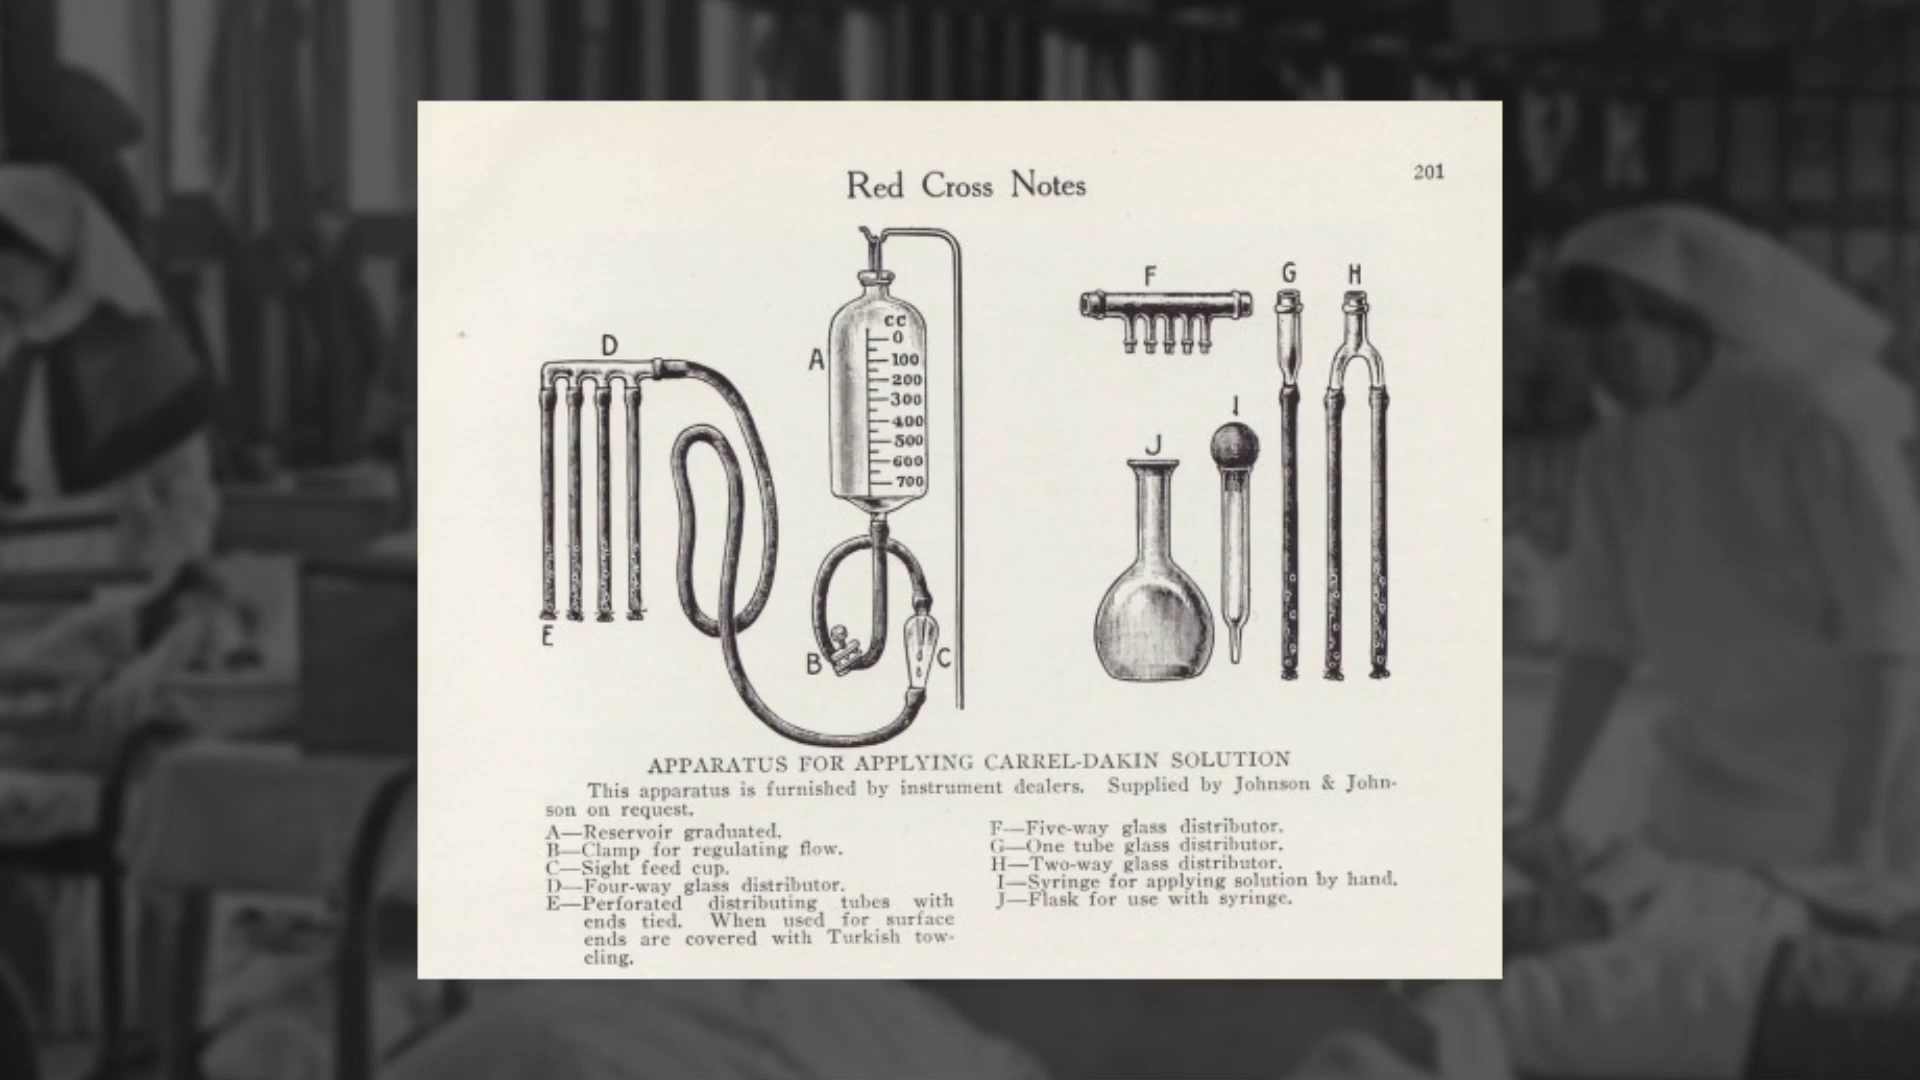 201
Red Cross Notes
F
G
H
cc
0
100
200
300
400
500
600
700
A
D
I
J
E
B
C
APPARATUS FOR APPLYING CARREL-DAKIN SOLUTION
This apparatus is furnished by instrument dealers. Supplied by Johnson & John-
son on request.
A—Reservoir graduated.
B—Clamp for regulating flow.
C—Sight feed cup.
D—Four-way glass distributor.
E—Perforated distributing tubes with
ends tied. When used for surface
ends are covered with Turkish tow-
eling.
F—Five-way glass distributor.
G—One tube glass distributor.
H—Two-way glass distributor.
I—Syringe for applying solution by hand.
J—Flask for use with syringe.